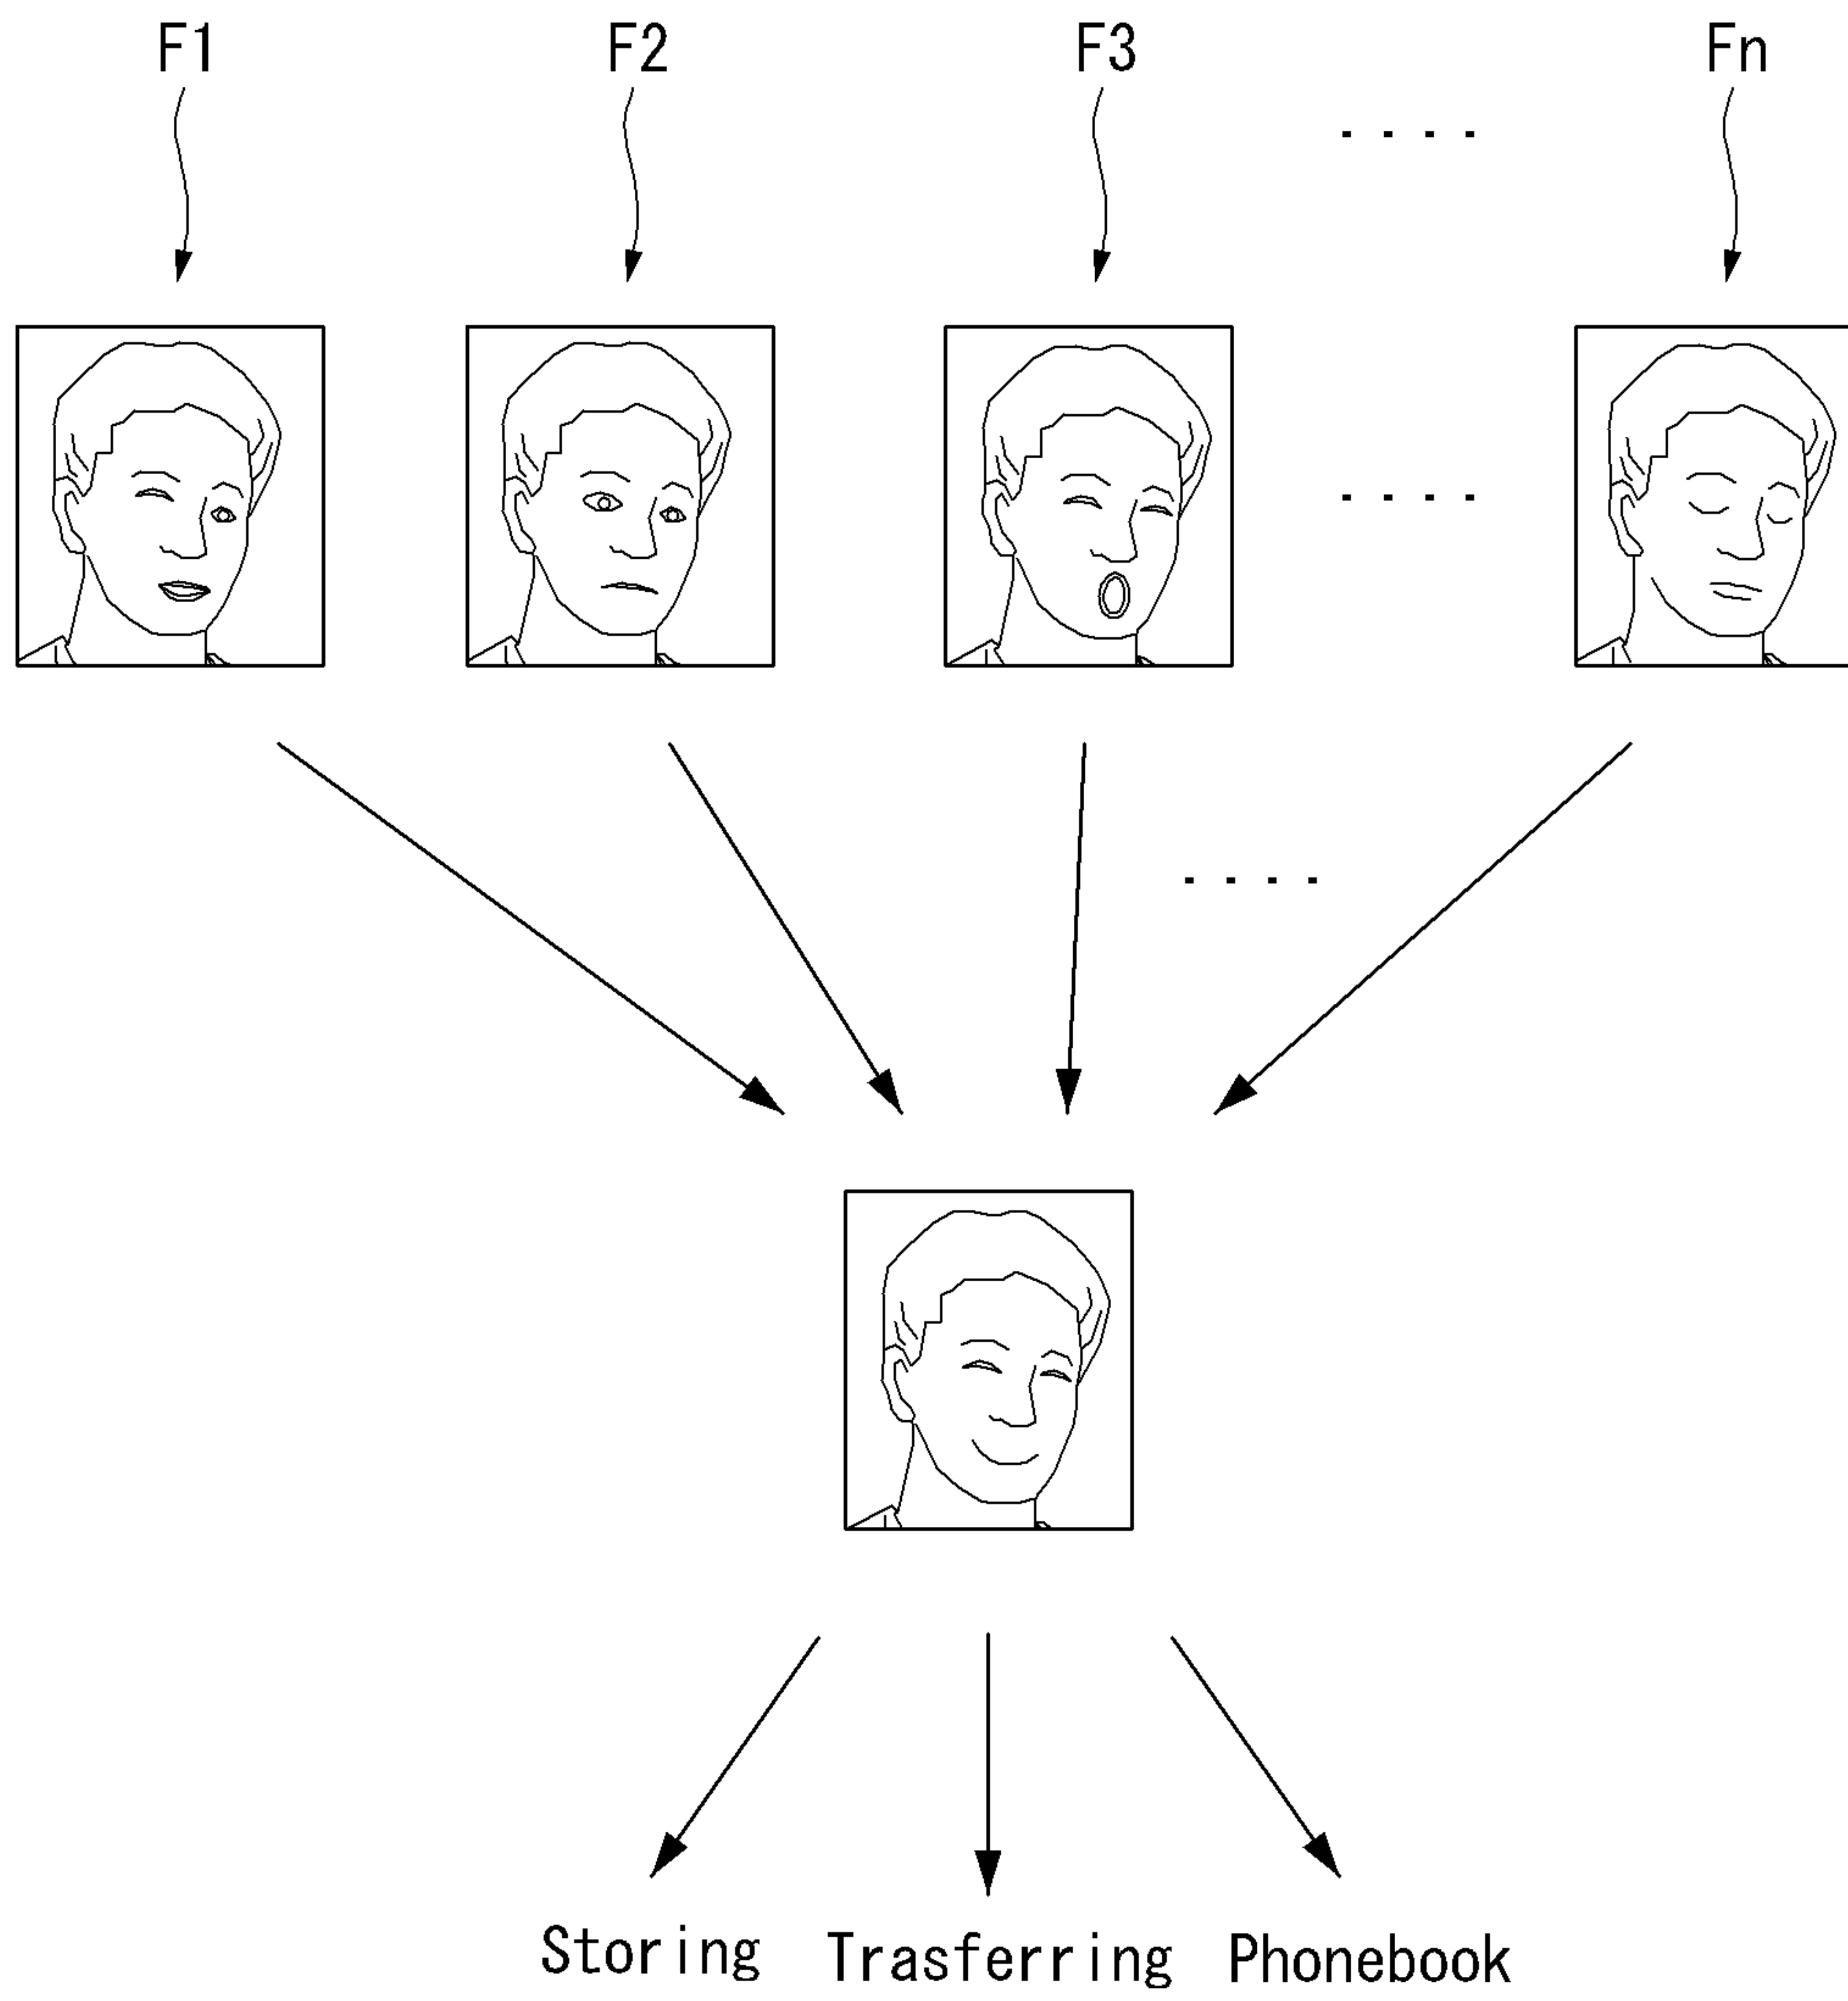 F1 F2 F3 .... Fn
....
....
Storing Trasferring Phonebook